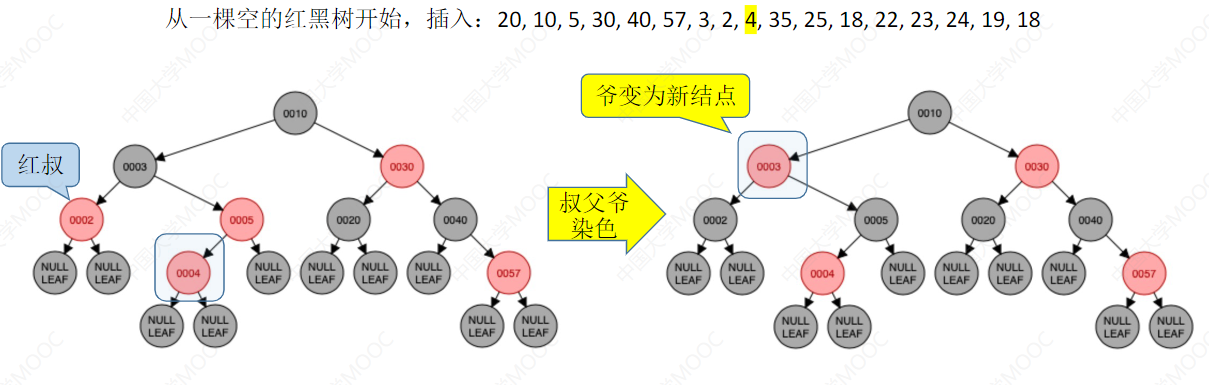 从一棵空的红黑树开始，插入：20, 10, 5, 30, 40, 57, 3, 2, 4, 35, 25, 18, 22, 23, 24, 19, 18
爷变为新结点
0010
0010
红叔
0003
0030
0003
0030
叔父爷
染色
0002
0005
0020
0040
0002
0005
0020
0040
NULL
LEAF
NULL
LEAF
0004
NULL
LEAF
NULL
LEAF
NULL
LEAF
NULL
LEAF
0057
NULL
LEAF
NULL
LEAF
0004
NULL
LEAF
NULL
LEAF
NULL
LEAF
NULL
LEAF
0057
NULL
LEAF
NULL
LEAF
NULL
LEAF
NULL
LEAF
NULL
LEAF
NULL
LEAF
NULL
LEAF
NULL
LEAF
中国大学MOOC